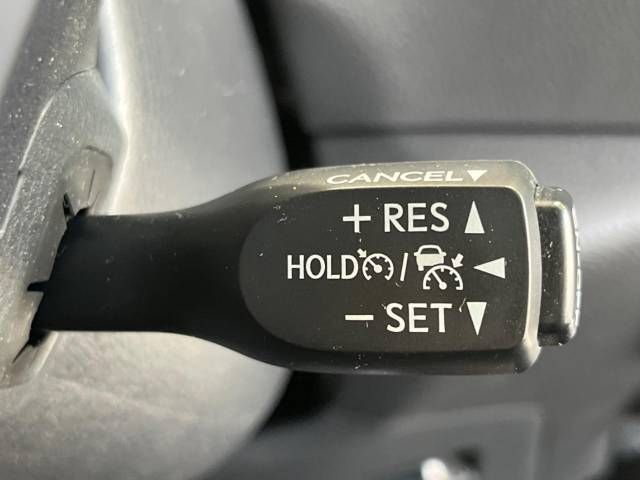 CANCEL▼
+ RES ▲
HOLD / ◀
− SET ▼